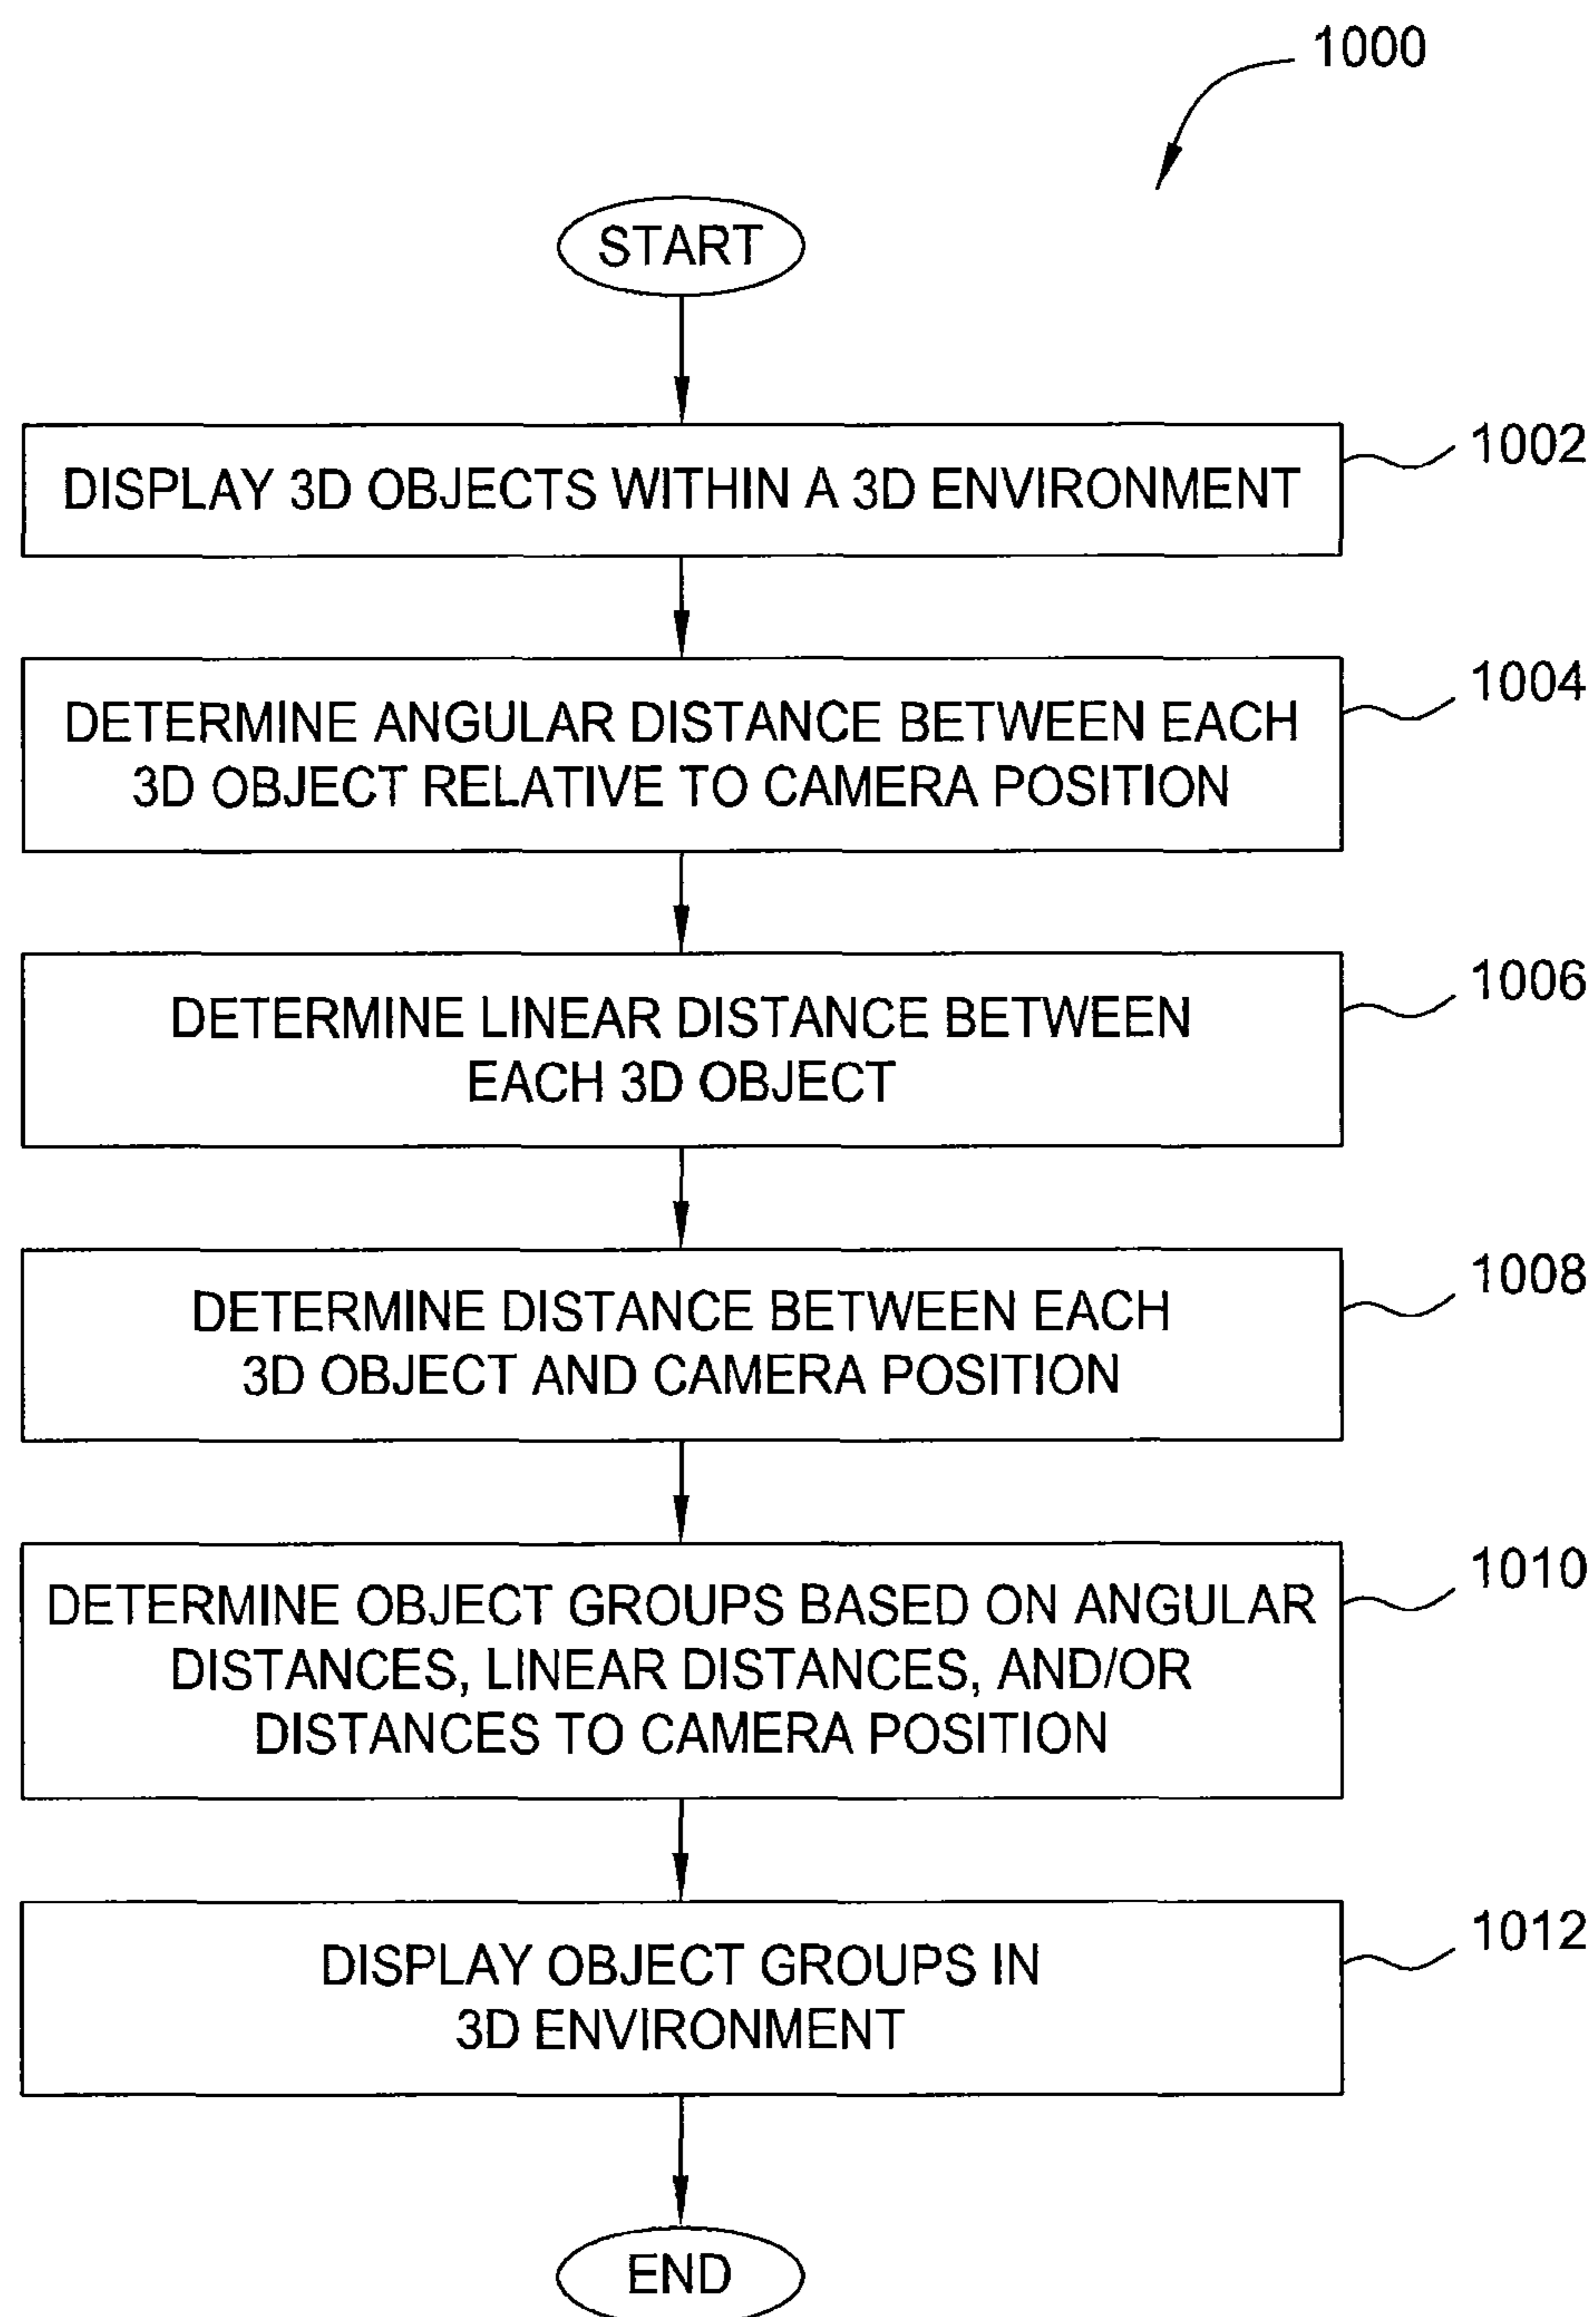 1000
START
DISPLAY 3D OBJECTS WITHIN A 3D ENVIRONMENT
1002
DETERMINE ANGULAR DISTANCE BETWEEN EACH
3D OBJECT RELATIVE TO CAMERA POSITION
1004
DETERMINE LINEAR DISTANCE BETWEEN
EACH 3D OBJECT
1006
DETERMINE DISTANCE BETWEEN EACH
3D OBJECT AND CAMERA POSITION
1008
DETERMINE OBJECT GROUPS BASED ON ANGULAR
DISTANCES, LINEAR DISTANCES, AND/OR
DISTANCES TO CAMERA POSITION
1010
DISPLAY OBJECT GROUPS IN
3D ENVIRONMENT
1012
END